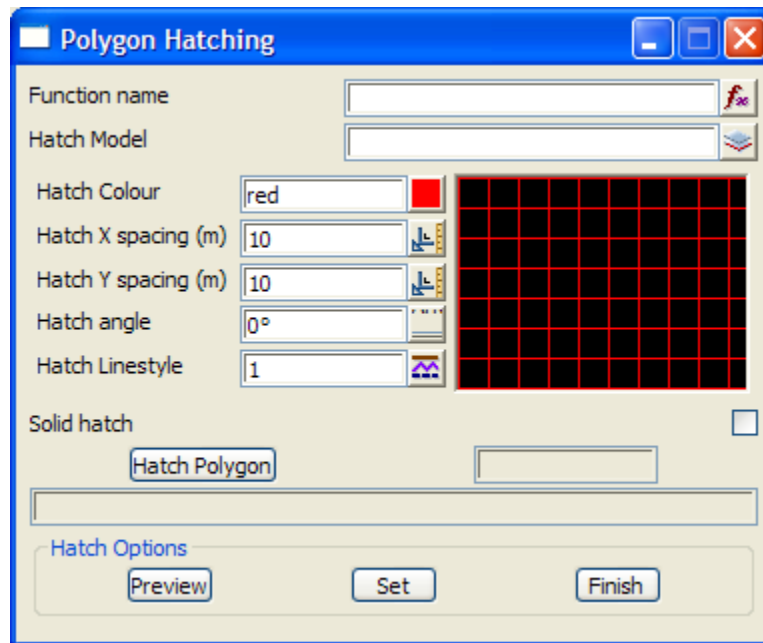 Polygon Hatching
Function name
Hatch Model
Hatch Colour red
Hatch X spacing (m) 10
Hatch Y spacing (m) 10
Hatch angle 0°
Hatch Linestyle 1
Solid hatch
Hatch Polygon
Hatch Options
Preview Set Finish